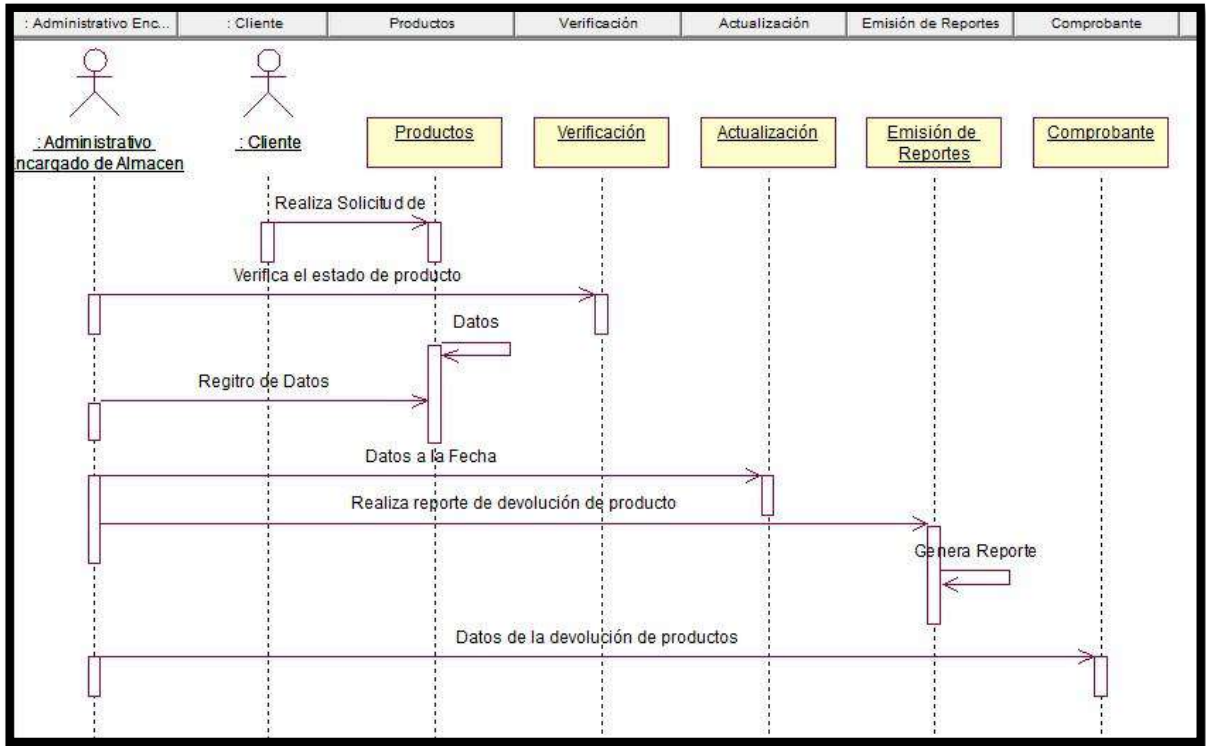 : Administrativo Enc...
: Cliente
Productos
Verificación
Actualización
Emisión de Reportes
Comprobante
: Administrativo
ncargado de Almacen
: Cliente
Productos
Verificación
Actualización
Emisión de
Reportes
Comprobante
Realiza Solicitud de
Verifica el estado de producto
Datos
Regitro de Datos
Datos a la Fecha
Realiza reporte de devolución de producto
Genera Reporte
Datos de la devolución de productos